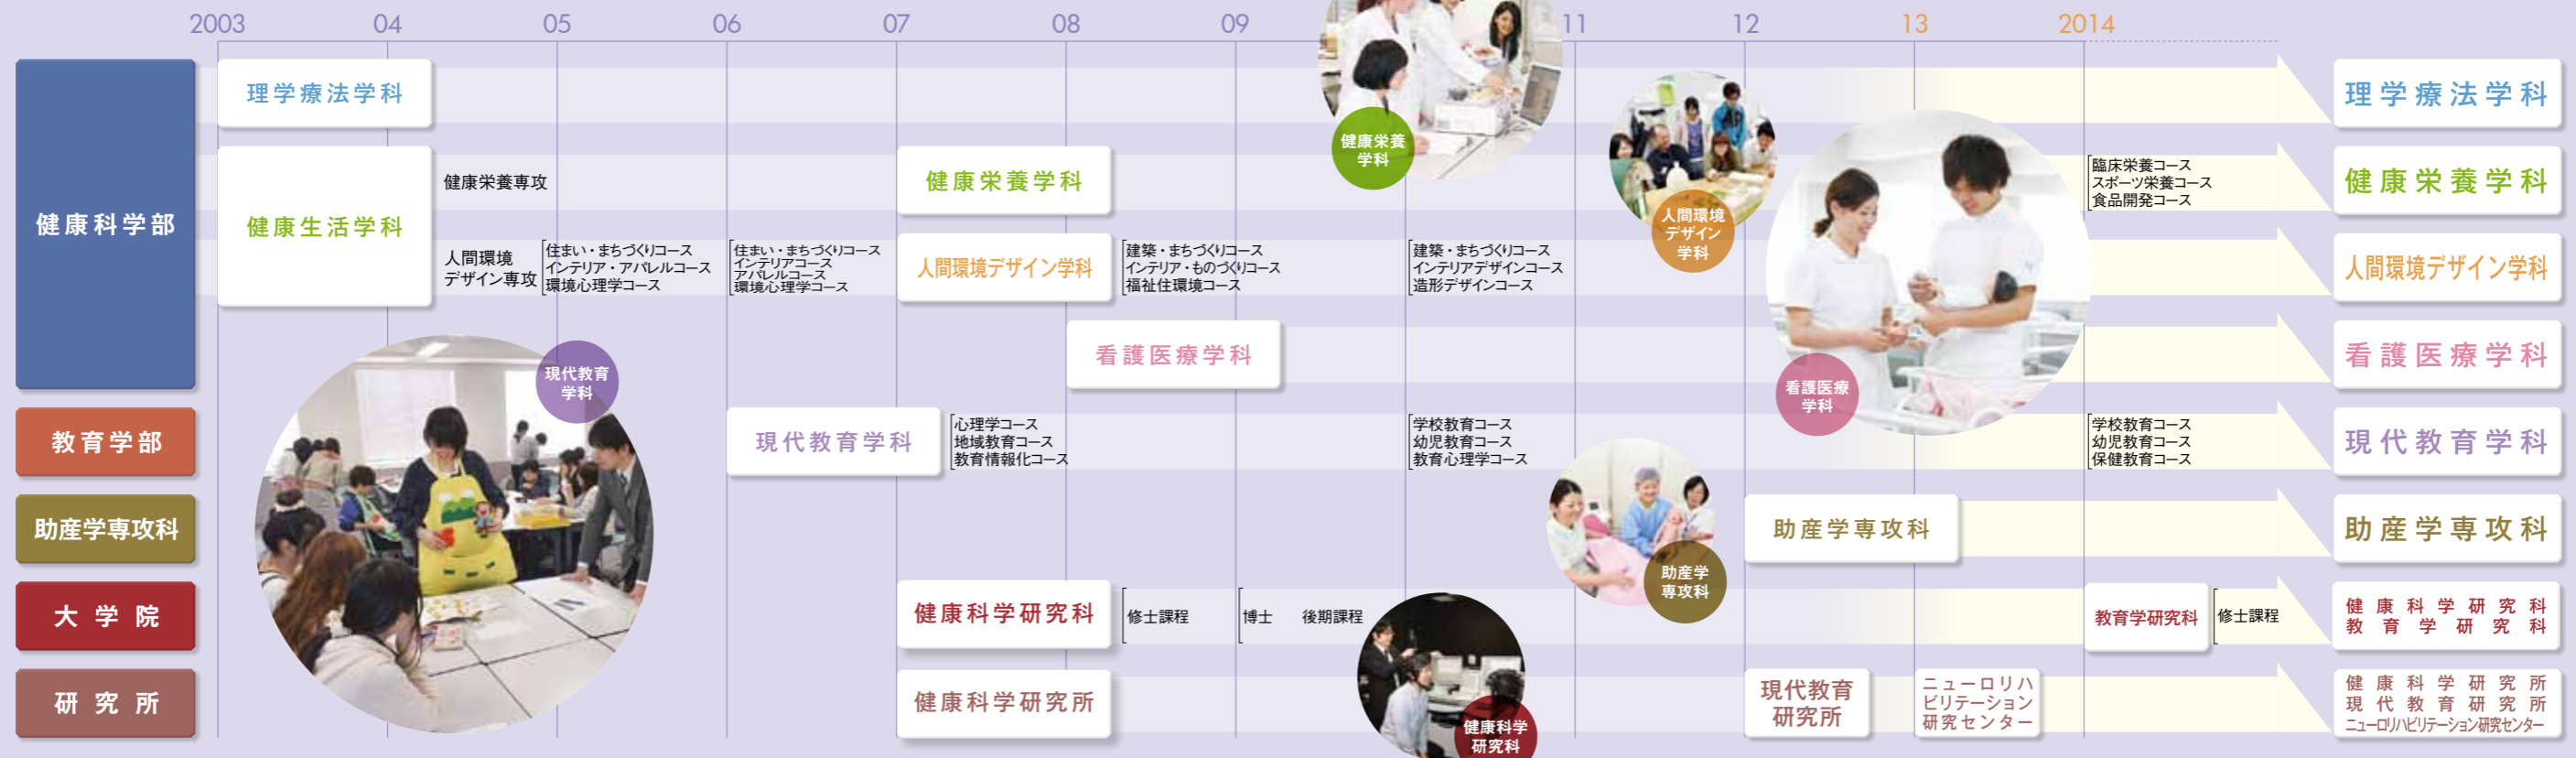 2003 04 05 06 07 08 09 11 12 13 2014
健康科学部
理学療法学科
理学療法学科
健康生活学科
健康栄養専攻
健康栄養学科
健康栄養
学科
臨床栄養コース
スポーツ栄養コース
食品開発コース
健康栄養学科
人間環境
デザイン専攻
住まい・まちづくりコース
インテリア・アパレルコース
環境心理学コース
住まい・まちづくりコース
インテリアコース
アパレルコース
環境心理学コース
人間環境デザイン学科
建築・まちづくりコース
インテリア・ものづくりコース
福祉住環境コース
建築・まちづくりコース
インテリアデザインコース
造形デザインコース
人間環境
デザイン
学科
人間環境デザイン学科
看護医療学科
看護医療
学科
看護医療学科
教育学部
現代教育
学科
現代教育学科
心理学コース
地域教育コース
教育情報化コース
学校教育コース
幼児教育コース
教育心理学コース
学校教育コース
幼児教育コース
保健教育コース
現代教育学科
助産学専攻科
助産学
専攻科
助産学専攻科
助産学専攻科
大学院
健康科学研究科
修士課程
博士 後期課程
健康科学
研究科
教育学研究科
修士課程
健康科学研究科
教育学研究科
研究所
健康科学研究所
現代教育
研究所
ニューロリハ
ビリテーション
研究センター
健康科学研究所
現代教育研究所
ニューロリハビリテーション研究センター